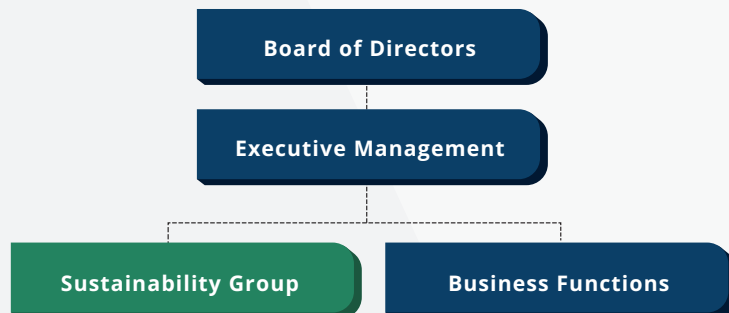 Board of Directors
Executive Management
Sustainability Group
Business Functions